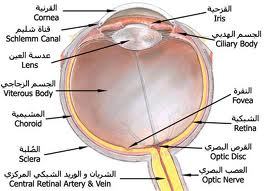 القرنية
Cornea
قناة شليم
Schlemm Canal
عدسة العين
Lens
الجسم الزجاجي
Viterous Body
المشيمية
Choroid
الصُلبة
Sclera
الشريان و الوريد الشبكي المركزي
Central Retinal Artery & Vein
القزحية
Iris
الجسم الهدبي
Ciliary Body
النقرة
Fovea
الشبكية
Retina
القرص البصري
Optic Disc
العصب البصري
Optic Nerve